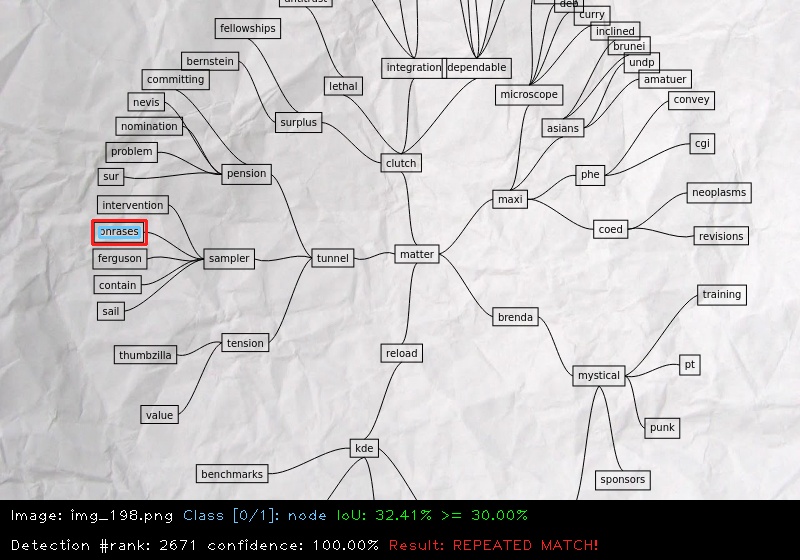 antitrust
deb
curry
fellowships
inclined
brunei
bernstein
integration
dependable
undp
committing
lethal
microscope
amatuer
nevis
convey
nomination
surplus
asians
cgi
problem
clutch
sur
pension
phe
neoplasms
intervention
maxi
phrases
coed
revisions
ferguson
sampler
tunnel
matter
contain
training
sail
brenda
thumbzilla
tension
reload
pt
mystical
value
punk
kde
benchmarks
sponsors
Image: img_198.png Class [0/1]: node IoU: 32.41% >= 30.00%
Detection #rank: 2671 confidence: 100.00% Result: REPEATED MATCH!